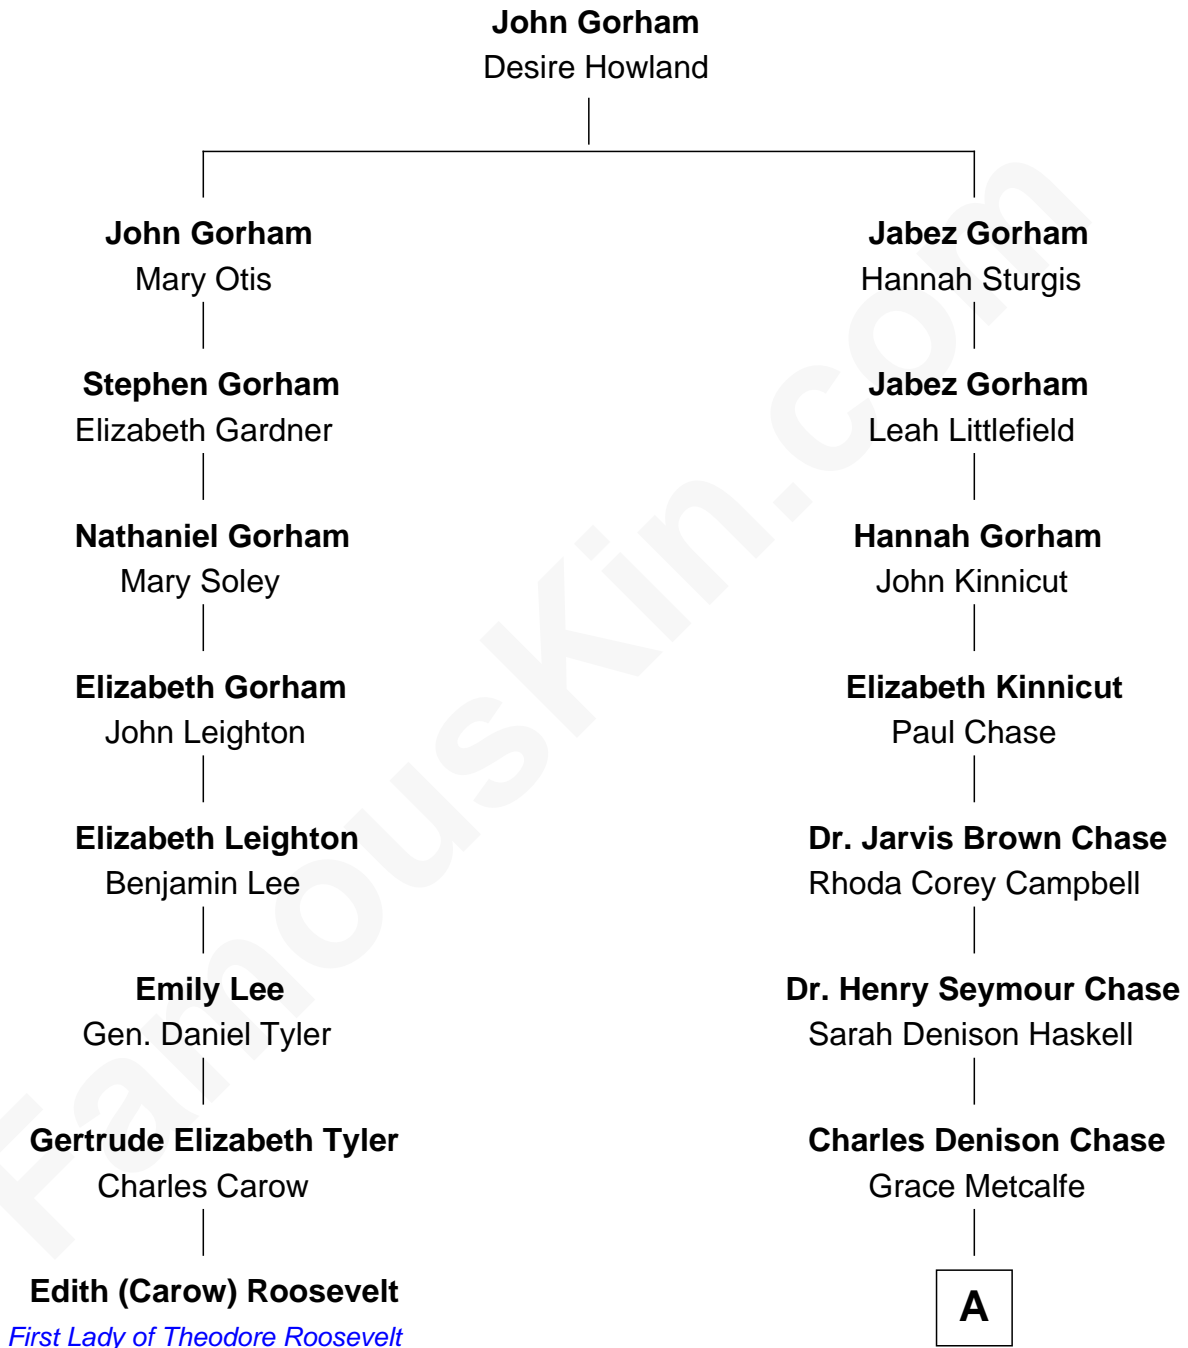 John Gorham
Desire Howland
John Gorham
Mary Otis
Jabez Gorham
Hannah Sturgis
Stephen Gorham
Elizabeth Gardner
Jabez Gorham
Leah Littlefield
Nathaniel Gorham
Mary Soley
Hannah Gorham
John Kinnicut
Elizabeth Gorham
John Leighton
Elizabeth Kinnicut
Paul Chase
Elizabeth Leighton
Benjamin Lee
Dr. Jarvis Brown Chase
Rhoda Corey Campbell
Emily Lee
Gen. Daniel Tyler
Dr. Henry Seymour Chase
Sarah Denison Haskell
Gertrude Elizabeth Tyler
Charles Carow
Charles Denison Chase
Grace Metcalfe
Edith (Carow) Roosevelt
First Lady of Theodore Roosevelt
A
FamousKin.com